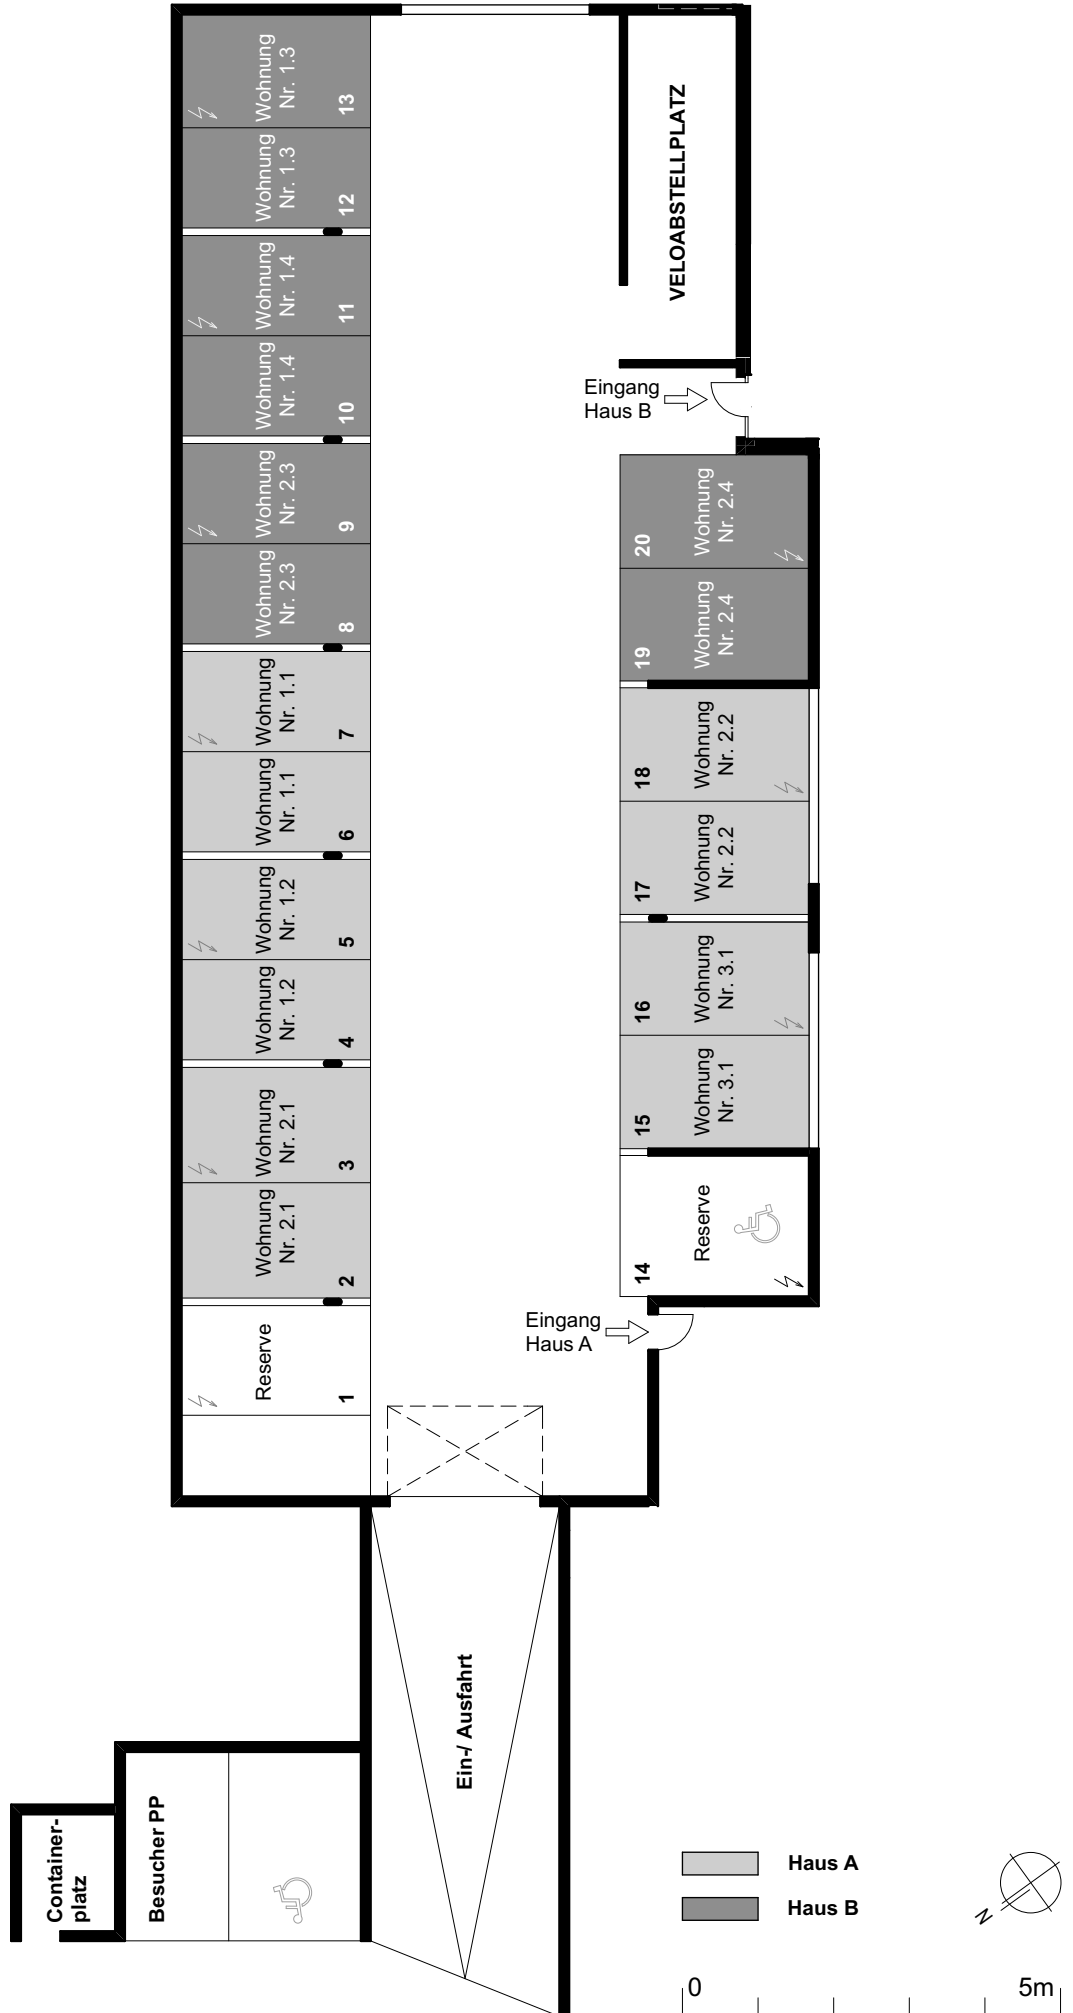 Wohnung
Nr. 1.3
13
Wohnung
Nr. 1.3
12
Wohnung
Nr. 1.4
11
Wohnung
Nr. 1.4
10
Wohnung
Nr. 2.3
9
Wohnung
Nr. 2.3
8
Wohnung
Nr. 1.1
7
Wohnung
Nr. 1.1
6
Wohnung
Nr. 1.2
5
Wohnung
Nr. 1.2
4
Wohnung
Nr. 2.1
3
Wohnung
Nr. 2.1
2
Reserve
1
VELOABSTELLPLATZ
Eingang
Haus B
20
Wohnung
Nr. 2.4
19
Wohnung
Nr. 2.4
18
Wohnung
Nr. 2.2
17
Wohnung
Nr. 2.2
16
Wohnung
Nr. 3.1
15
Wohnung
Nr. 3.1
14
Reserve
Eingang
Haus A
Ein-/ Ausfahrt
Container-
platz
Besucher PP
Haus A
Haus B
N
0
5m